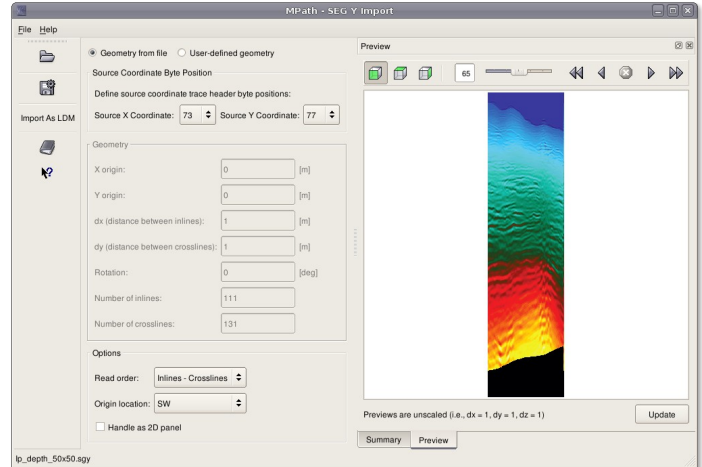 MPath - SEG Y Import
File Help
Import As LDM
Geometry from file User-defined geometry
Source Coordinate Byte Position
Define source coordinate trace header byte positions:
Source X Coordinate: 73 Source Y Coordinate: 77
Geometry
X origin: 0 [m]
Y origin: 0 [m]
dx (distance between inlines): 1 [m]
dy (distance between crosslines): 1 [m]
Rotation: 0 [deg]
Number of inlines: 111
Number of crosslines: 131
Options
Read order: Inlines - Crosslines
Origin location: SW
Handle as 2D panel
Preview
65
Previews are unscaled (i.e., dx = 1, dy = 1, dz = 1)
Update
Summary Preview
lp_depth_50x50.sgy